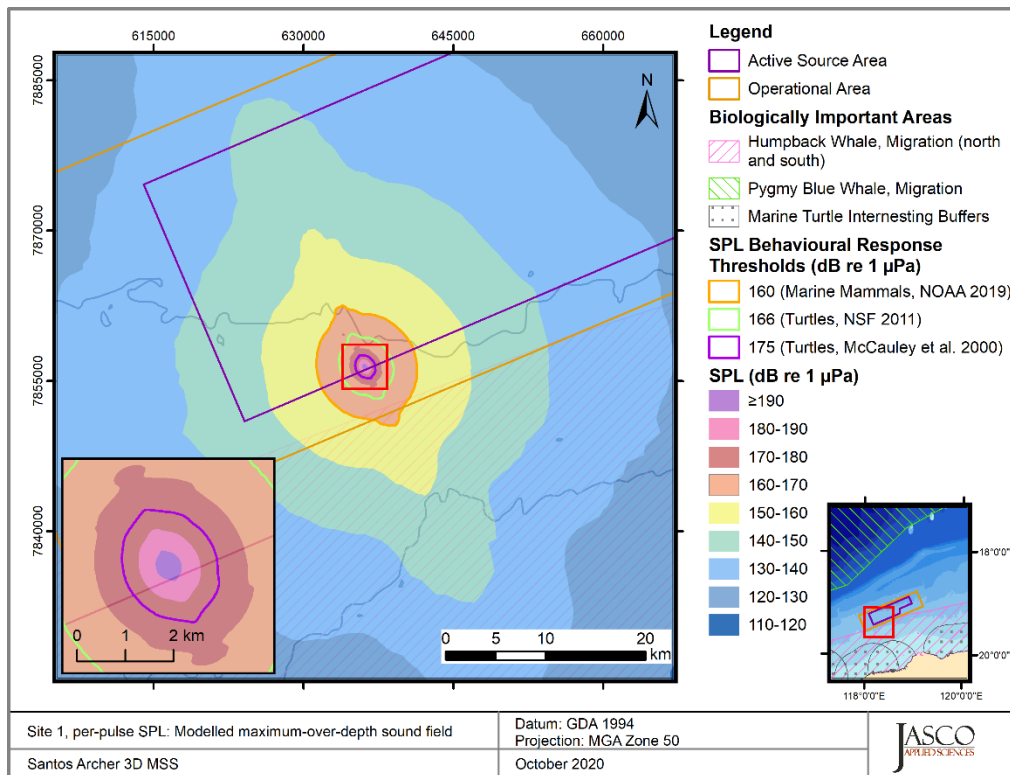 615000 630000 645000 660000
7885000
7870000
7855000
7840000
N
0 1 2 km
0 5 10 20
km
Legend
Active Source Area
Operational Area
Biologically Important Areas
Humpback Whale, Migration (north
and south)
Pygmy Blue Whale, Migration
Marine Turtle Internesting Buffers
SPL Behavioural Response
Thresholds (dB re 1 µPa)
160 (Marine Mammals, NOAA 2019)
166 (Turtles, NSF 2011)
175 (Turtles, McCauley et al. 2000)
SPL (dB re 1 µPa)
≥190
180-190
170-180
160-170
150-160
140-150
130-140
120-130
110-120
18°0'0"
20°0'0"
118°0'0"E 120°0'0"E
Site 1, per-pulse SPL: Modelled maximum-over-depth sound field
Datum: GDA 1994
Projection: MGA Zone 50
Santos Archer 3D MSS
October 2020
JASCO
APPLIED SCIENCES